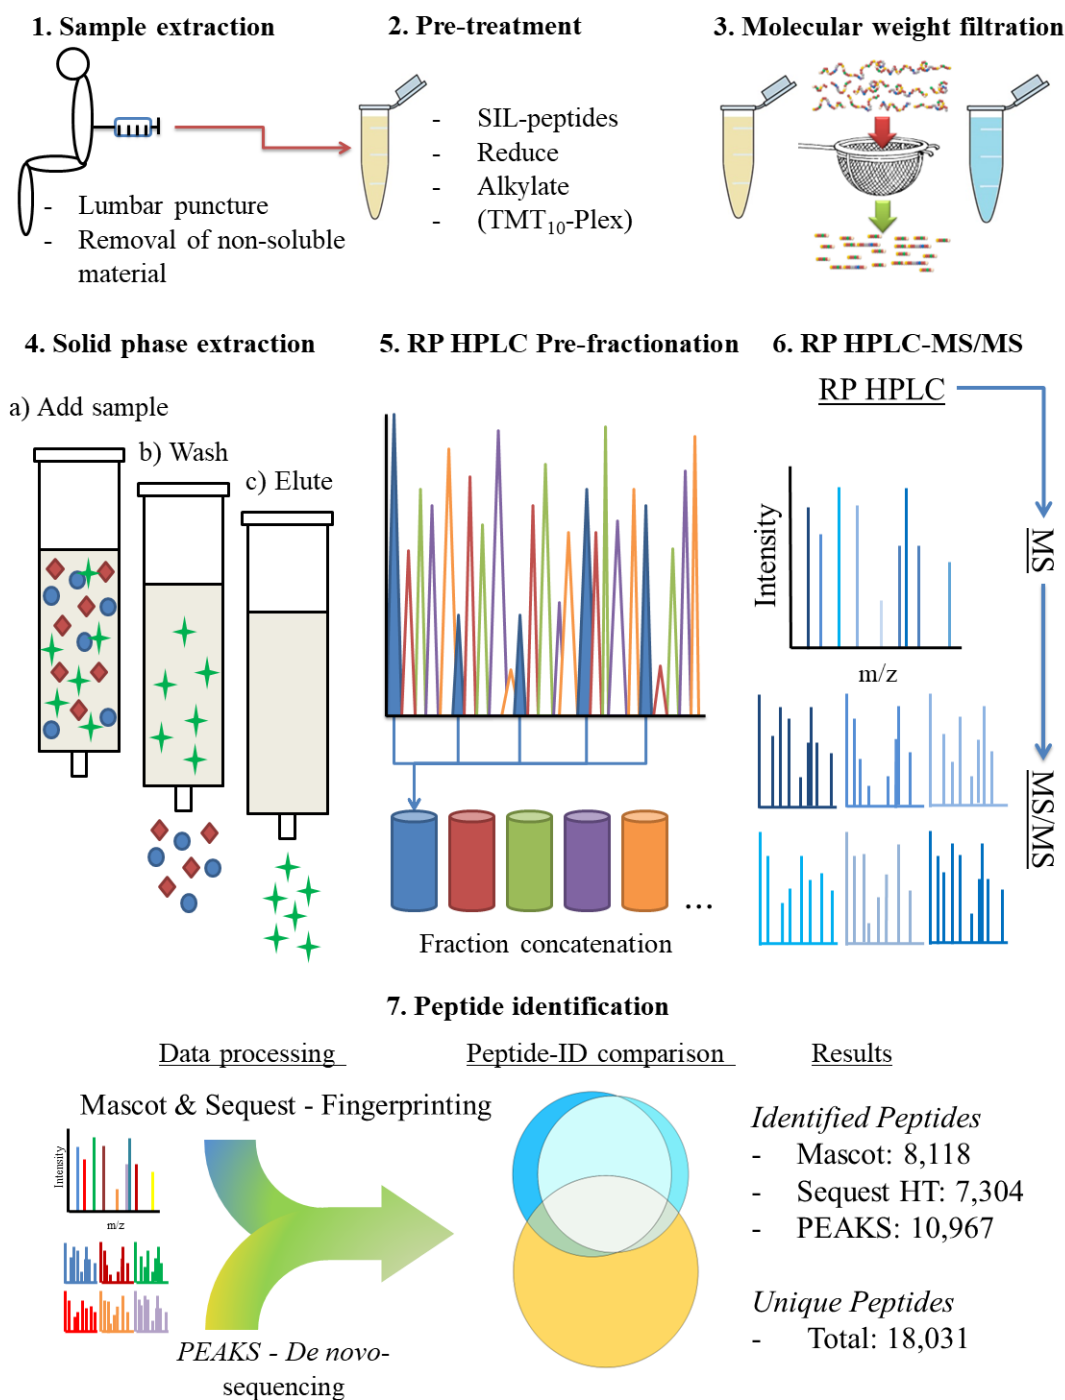 1. Sample extraction
- Lumbar puncture
- Removal of non-soluble
material
2. Pre-treatment
- SIL-peptides
- Reduce
- Alkylate
- (TMT10-Plex)
3. Molecular weight filtration
4. Solid phase extraction
a) Add sample
b) Wash
c) Elute
5. RP HPLC Pre-fractionation
...
Fraction concatenation
6. RP HPLC-MS/MS
RP HPLC
Intensity
m/z
MS
MS/MS
7. Peptide identification
Data processing
Mascot & Sequest - Fingerprinting
Intensity
m/z
PEAKS - De novo-
sequencing
Peptide-ID comparison
Results
Identified Peptides
- Mascot: 8,118
- Sequest HT: 7,304
- PEAKS: 10,967
Unique Peptides
- Total: 18,031